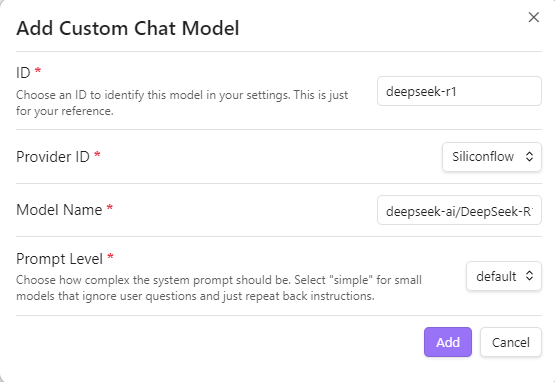 Add Custom Chat Model
ID *
Choose an ID to identify this model in your settings. This is just
for your reference.
deepseek-r1
Provider ID *
Siliconflow
Model Name *
deepseek-ai/DeepSeek-R
Prompt Level *
Choose how complex the system prompt should be. Select "simple" for small
models that ignore user questions and just repeat back instructions.
default
Add
Cancel